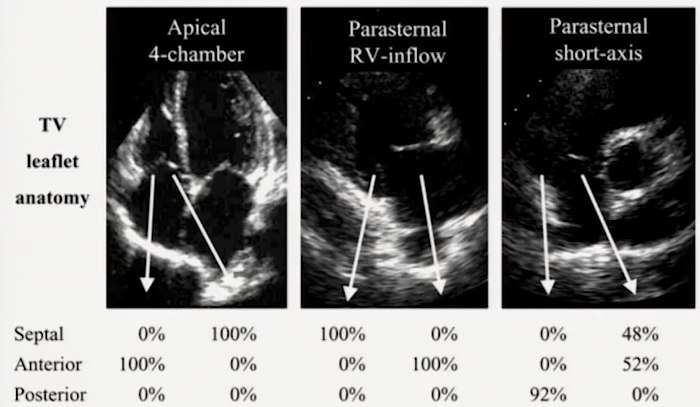 Apical
4-chamber
Parasternal
RV-inflow
Parasternal
short-axis
TV
leaflet
anatomy
Septal 0% 100% 100% 0% 0% 48%
Anterior 100% 0% 0% 100% 0% 52%
Posterior 0% 0% 0% 0% 92% 0%